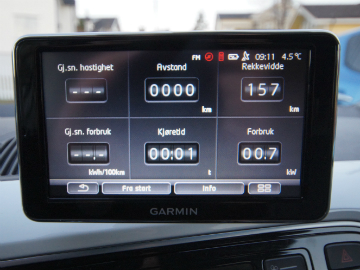 FM 09:11 4.5°C
Gj.sn. hastighet Avstand Rekkevidde
--- 0000 157
km km
Gj.sn. forbruk Kjøretid Forbruk
--.- 00:01 00.7
kWh/100km t kW
Fra start Info
GARMIN